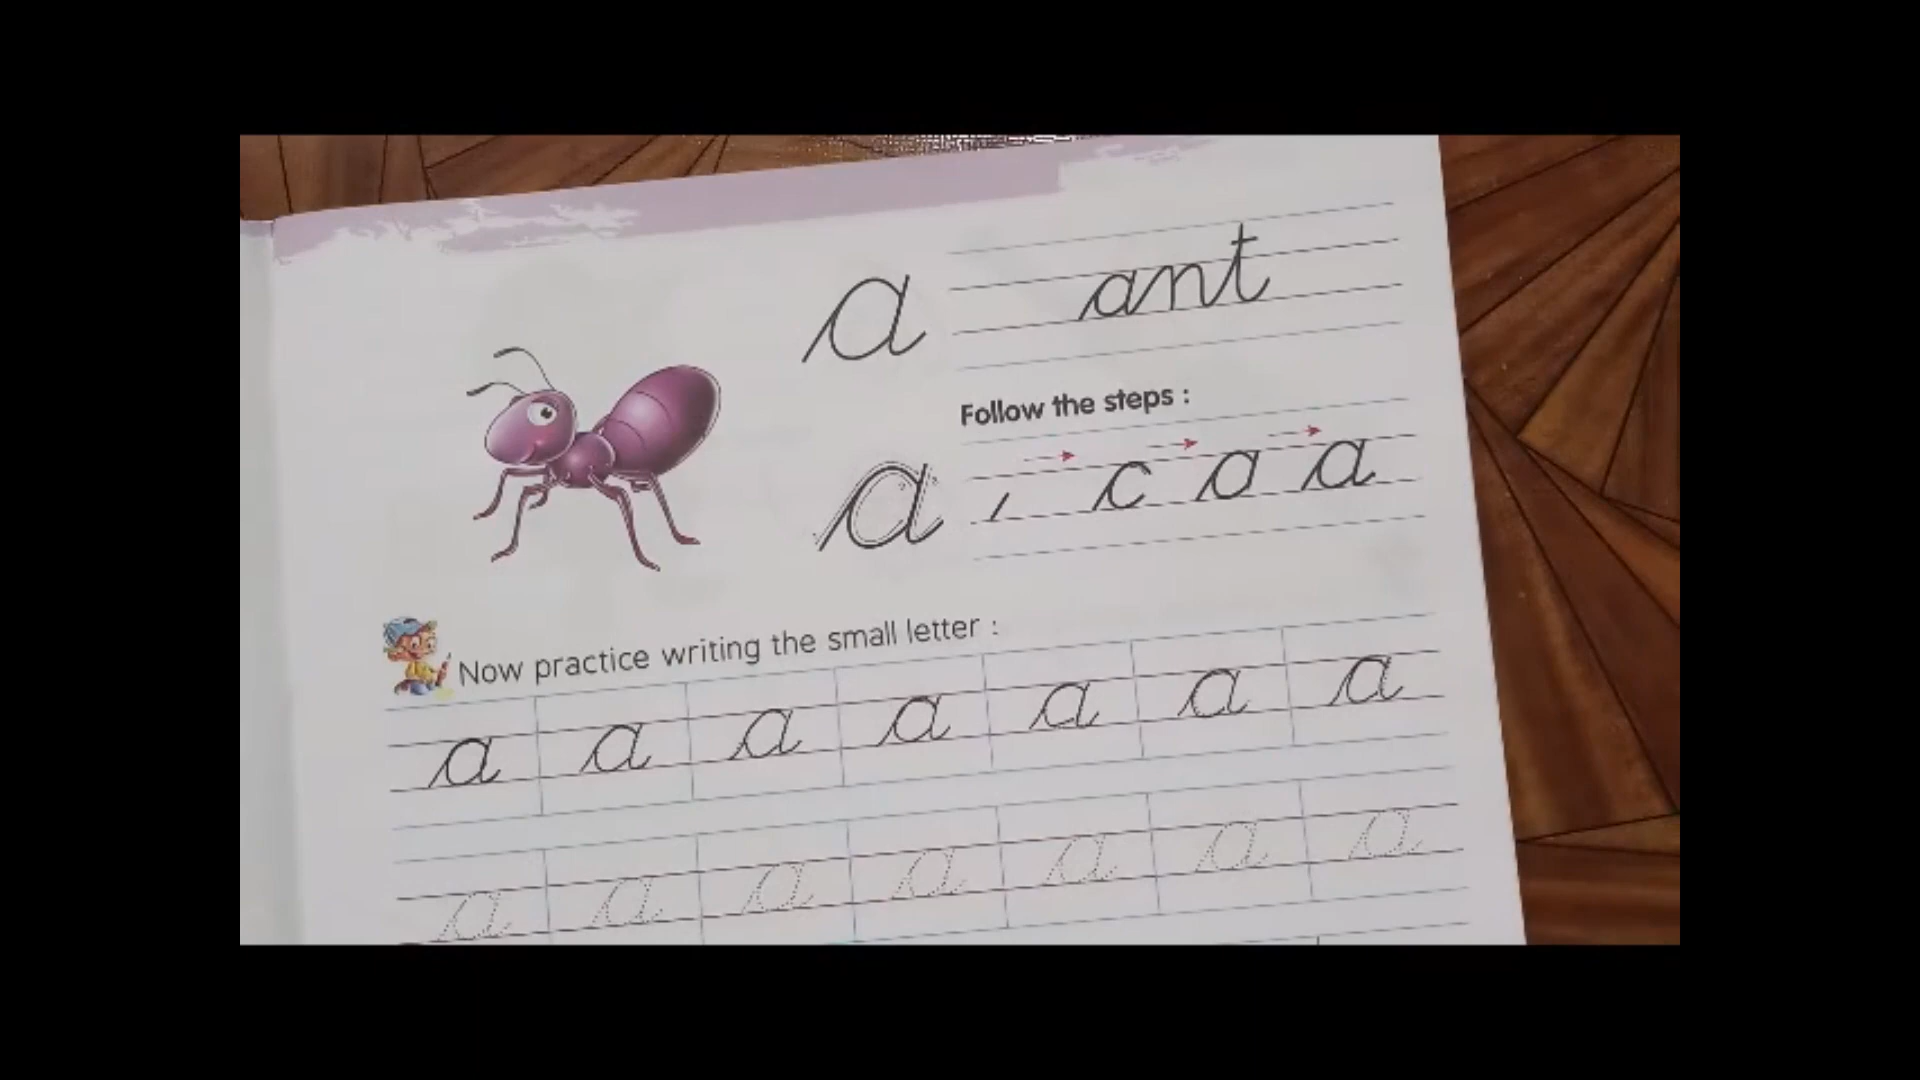 a ant
Follow the steps :
a c a a
Now practice writing the small letter :
a a a a a a a
a a a a a a a